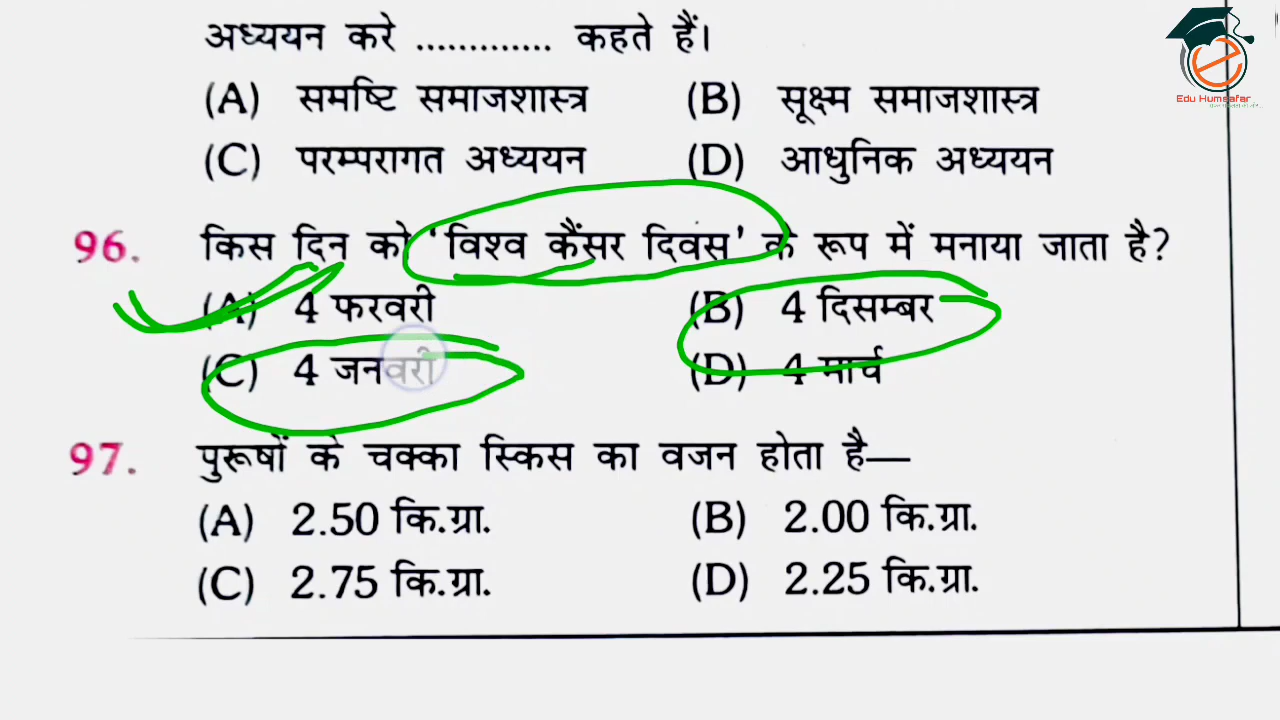 अध्ययन करे ............. कहते हैं।
(A) समष्टि समाजशास्त्र (B) सूक्ष्म समाजशास्त्र
(C) परम्परागत अध्ययन (D) आधुनिक अध्ययन
96. किस दिन को 'विश्व कैंसर दिवस' के रूप में मनाया जाता है?
(A) 4 फरवरी (B) 4 दिसम्बर
(C) 4 जनवरी (D) 4 मार्च
97. पुरूषों के चक्का स्किस का वजन होता है—
(A) 2.50 कि.ग्रा. (B) 2.00 कि.ग्रा.
(C) 2.75 कि.ग्रा. (D) 2.25 कि.ग्रा.
Edu Humsafar